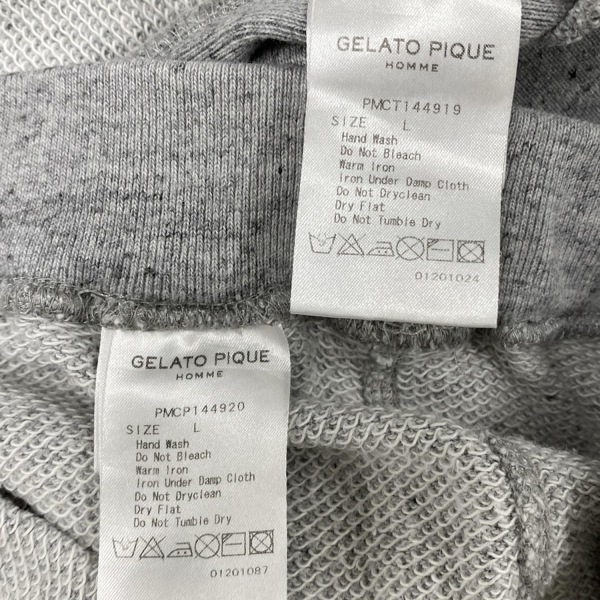 GELATO PIQUE
HOMME
PMCT144919
SIZE L
Hand Wash
Do Not Bleach
Warm Iron
Iron Under Damp Cloth
Do Not Dryclean
Dry Flat
Do Not Tumble Dry
01201024
GELATO PIQUE
HOMME
PMCP144920
SIZE L
Hand Wash
Do Not Bleach
Warm Iron
Iron Under Damp Cloth
Do Not Dryclean
Dry Flat
Do Not Tumble Dry
01201087